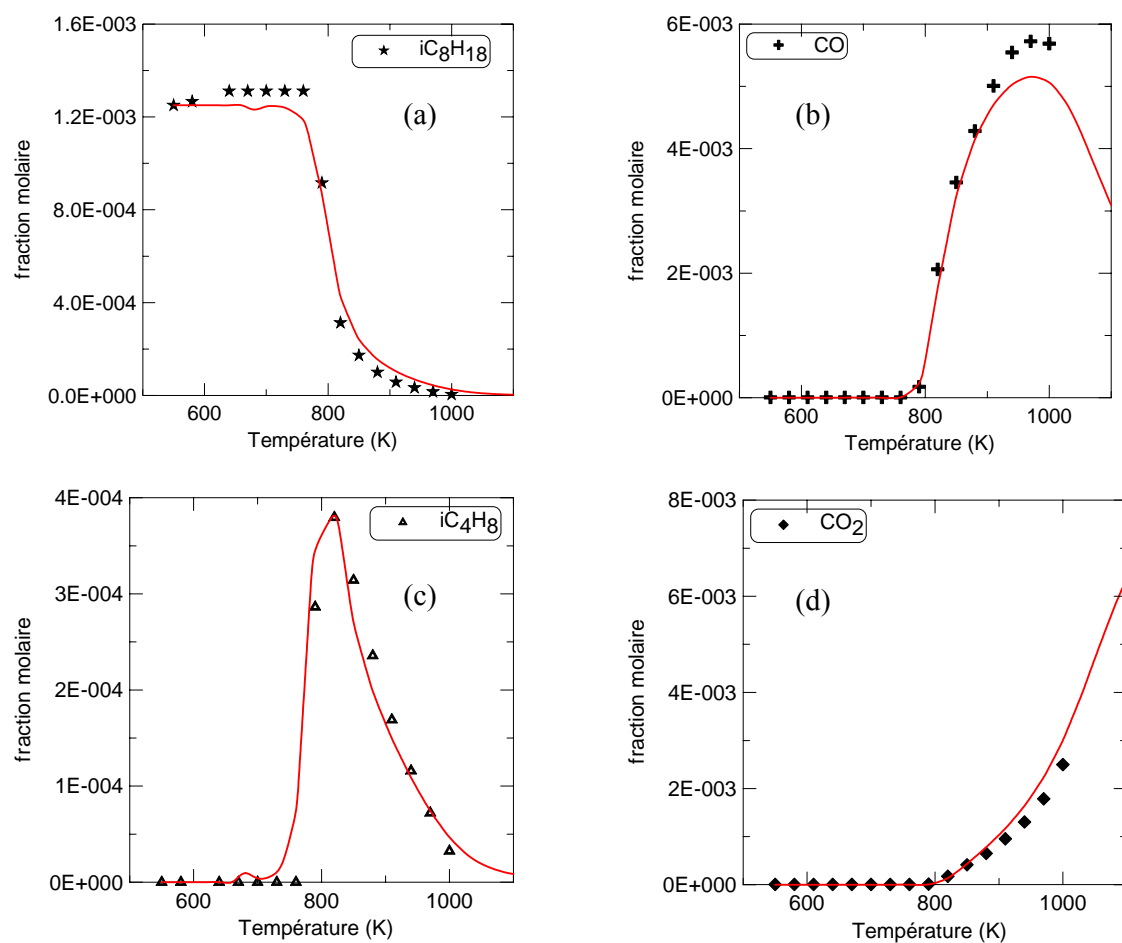 1.6E-003
iC8H18
1.2E-003
(a)
8.0E-004
4.0E-004
0.0E+000
600 800 1000
Température (K)
fraction molaire
6E-003
CO
4E-003
(b)
2E-003
0E+000
600 800 1000
Température (K)
fraction molaire
4E-004
iC4H8
3E-004
(c)
2E-004
1E-004
0E+000
600 800 1000
Température (K)
fraction molaire
8E-003
CO2
6E-003
(d)
4E-003
2E-003
0E+000
600 800 1000
Température (K)
fraction molaire